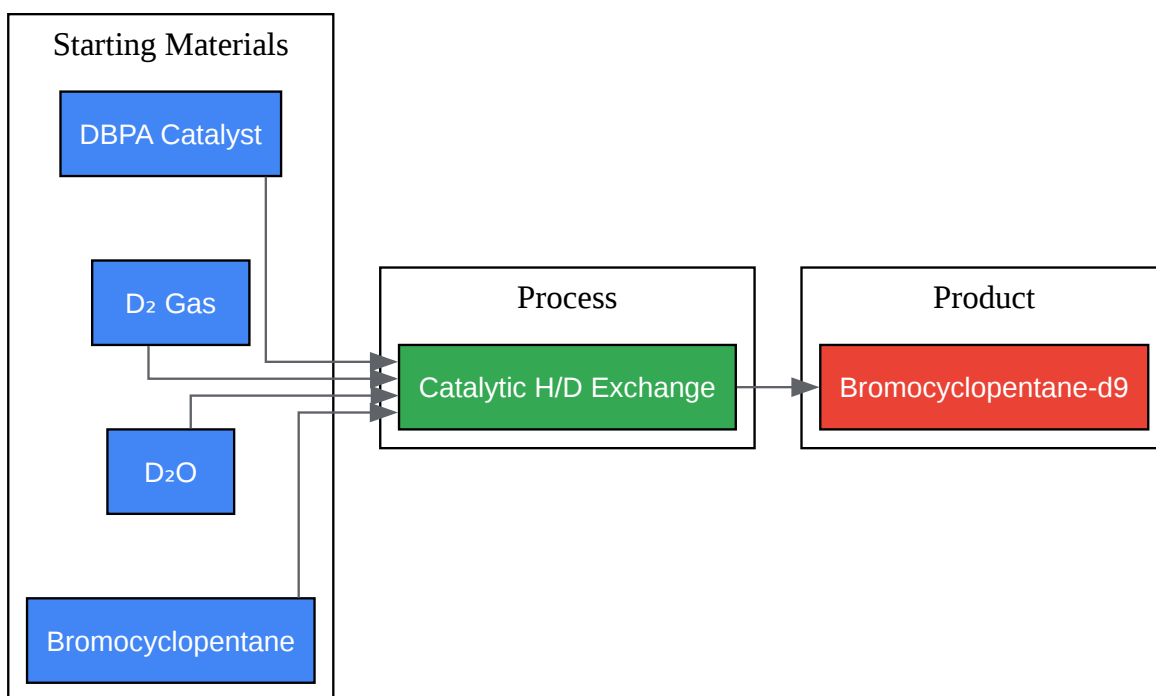 Starting Materials
DBPA Catalyst
D₂ Gas
D₂O
Bromocyclopentane
Process
Catalytic H/D Exchange
Product
Bromocyclopentane-d9